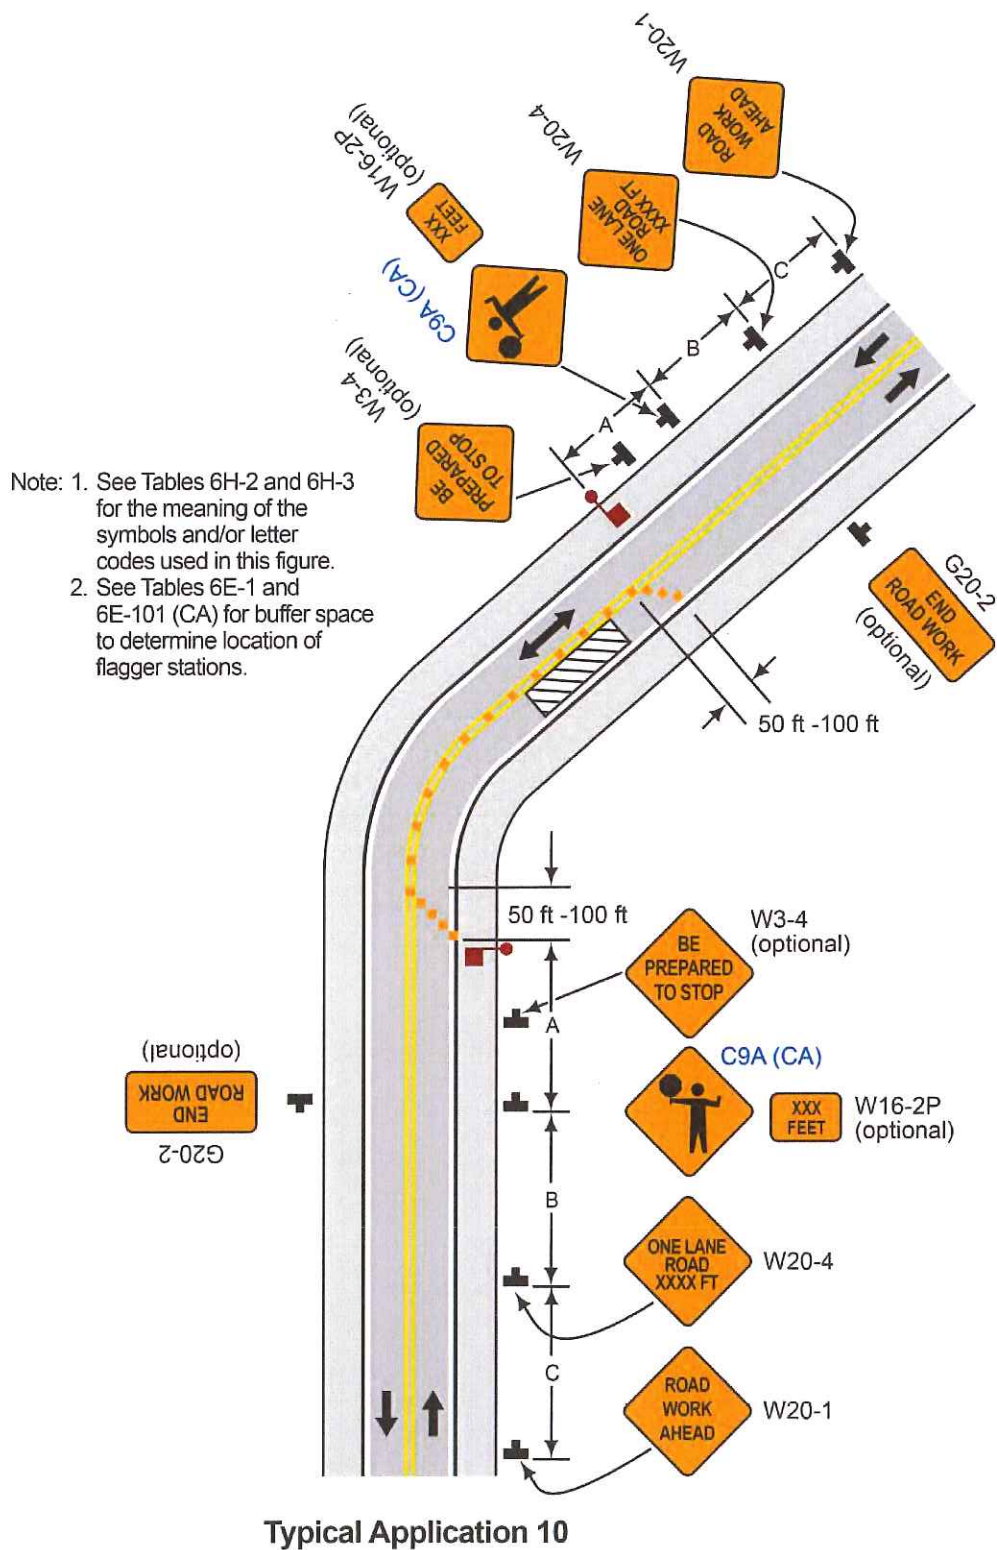 W20-1
ROAD
WORK
AHEAD
W20-4
ONE LANE
ROAD
XXXX FT
W16-2P
(optional)
XXX
FEET
C9A (CA)
W3-4
(optional)
BE
PREPARED
TO STOP
C
B
A
Note: 1. See Tables 6H-2 and 6H-3
for the meaning of the
symbols and/or letter
codes used in this figure.
2. See Tables 6E-1 and
6E-101 (CA) for buffer space
to determine location of
flagger stations.
G20-2
END
ROAD WORK
(optional)
50 ft -100 ft
50 ft -100 ft
W3-4
(optional)
BE
PREPARED
TO STOP
A
C9A (CA)
XXX
FEET
W16-2P
(optional)
G20-2
END
ROAD WORK
(optional)
B
ONE LANE
ROAD
XXXX FT
W20-4
C
ROAD
WORK
AHEAD
W20-1
Typical Application 10